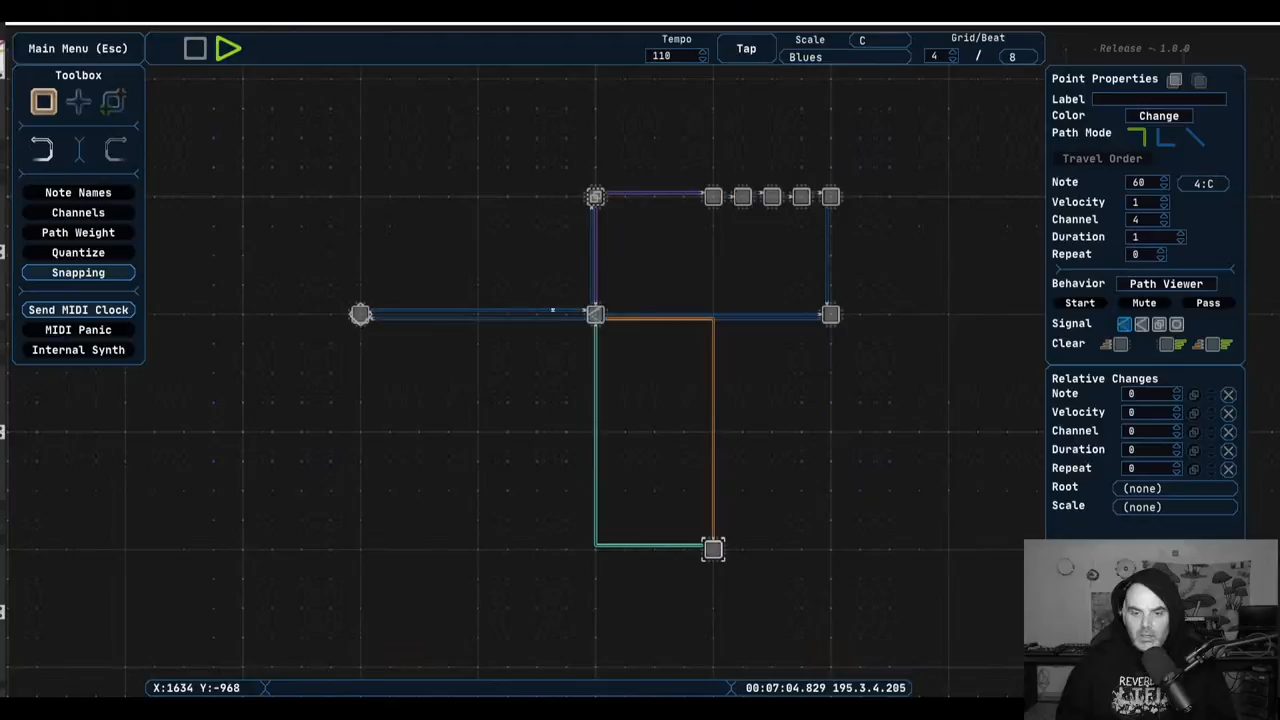 Main Menu (Esc)
Tempo
110
Tap
Scale
C
Blues
Grid/Beat
4 / 8
Release ~ 1.0.0
Toolbox
Note Names
Channels
Path Weight
Quantize
Snapping
Send MIDI Clock
MIDI Panic
Internal Synth
Point Properties
Label
Color Change
Path Mode
Travel Order
Note 60 4:C
Velocity 1
Channel 4
Duration 1
Repeat 0
Behavior Path Viewer
Start Mute Pass
Signal
Clear
Relative Changes
Note 0
Velocity 0
Channel 0
Duration 0
Repeat 0
Root (none)
Scale (none)
X:1634 Y:-968
00:07:04.829 195.3.4.205